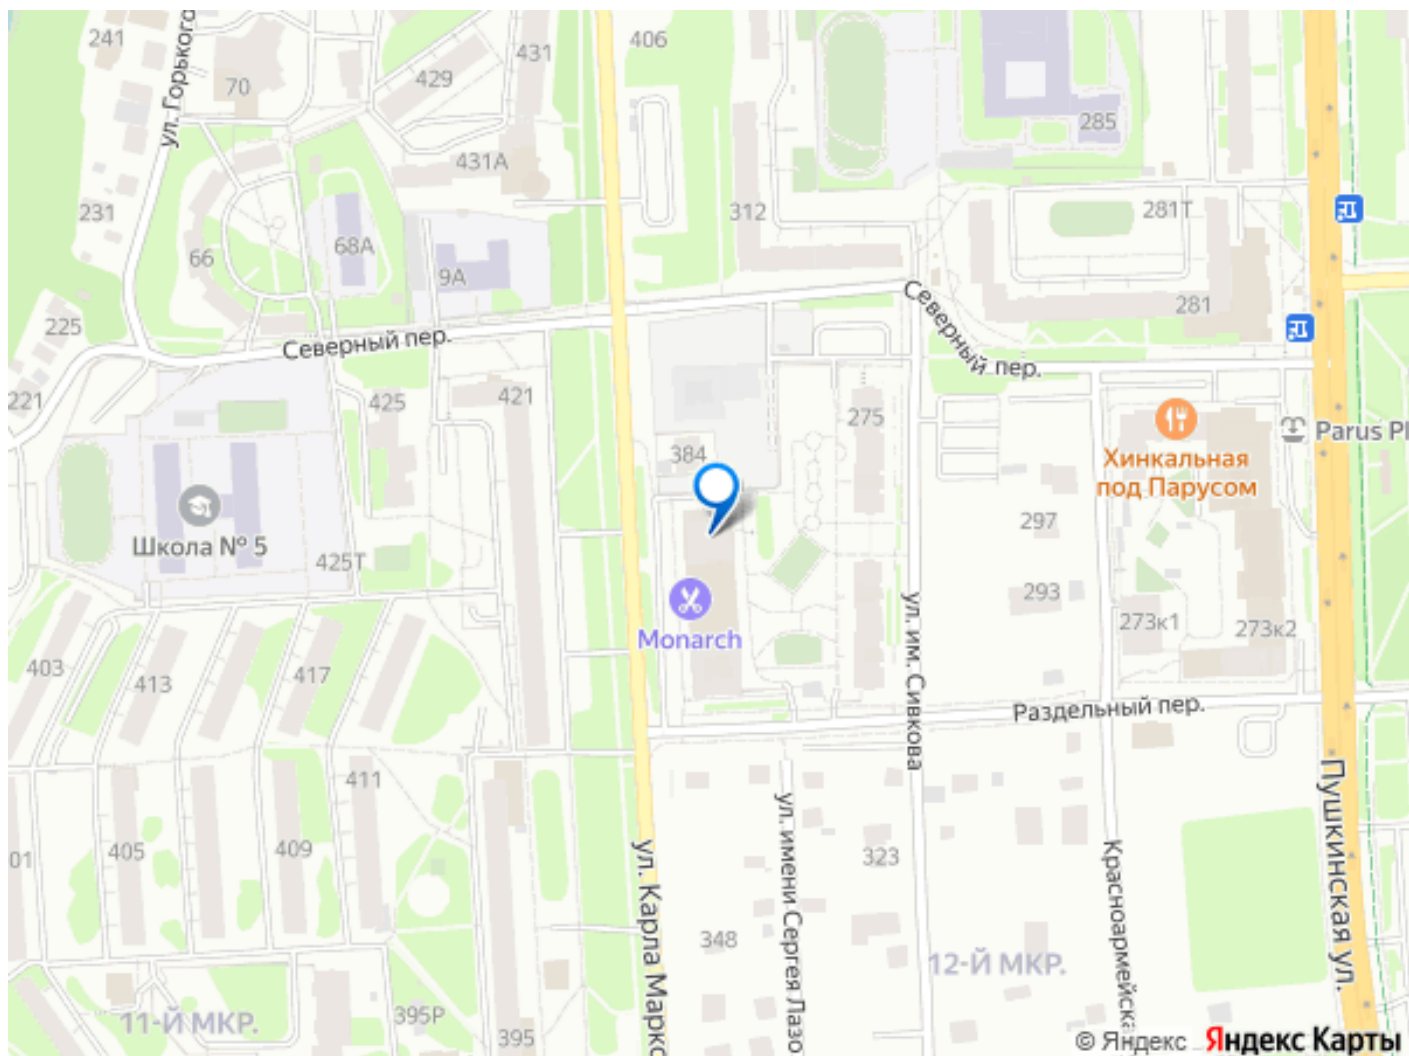 241
ул. Горького
70
429
431
406
285
431А
231
312
281Т
68А
66
9А
225
281
Северный пер.
Северный пер.
221
425
421
275
Parus Pl
384
Хинкальная
под Парусом
Школа № 5
425Т
297
293
Monarch
273к1
273к2
403
413
417
ул. им. Сивкова
Раздельный пер.
411
Пушкинская ул.
01
405
409
ул. Карла Маркс
ул. имени Сергея Лазо
323
Красноармейска
348
12-Й МКР.
11-Й МКР.
395Р
395
© Яндекс Яндекс Карты